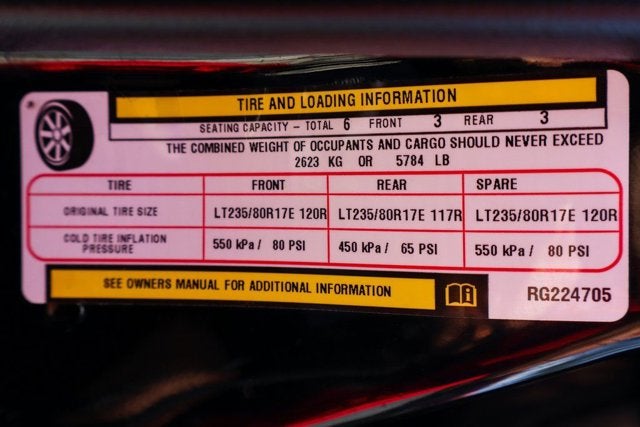 TIRE AND LOADING INFORMATION
SEATING CAPACITY – TOTAL 6 FRONT 3 REAR 3
THE COMBINED WEIGHT OF OCCUPANTS AND CARGO SHOULD NEVER EXCEED
2623 KG OR 5784 LB
TIRE FRONT REAR SPARE
ORIGINAL TIRE SIZE LT235/80R17E 120R LT235/80R17E 117R LT235/80R17E 120R
COLD TIRE INFLATION PRESSURE 550 kPa / 80 PSI 450 kPa / 65 PSI 550 kPa / 80 PSI
SEE OWNERS MANUAL FOR ADDITIONAL INFORMATION
RG224705